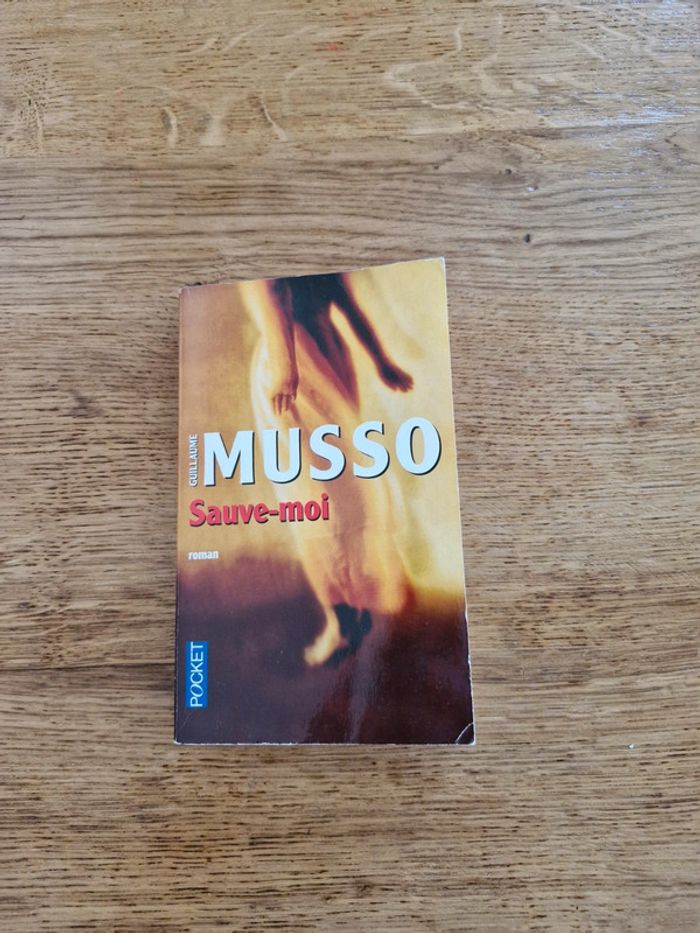 GUILLAUME
MUSSO
Sauve-moi
roman
POCKET